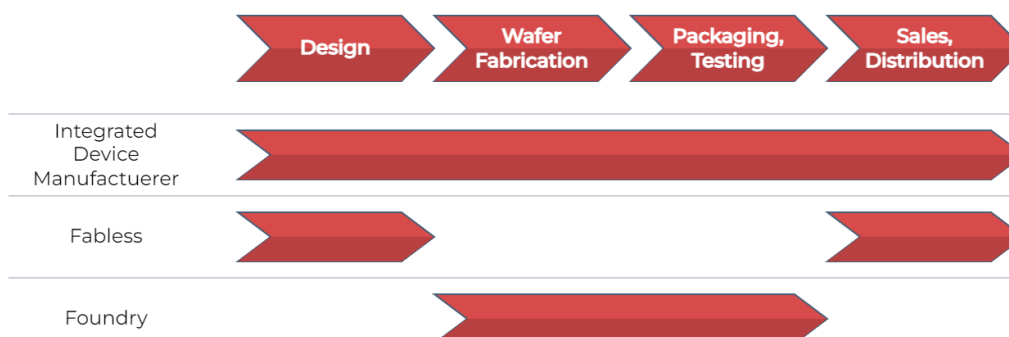 Design
Wafer
Fabrication
Packaging,
Testing
Sales,
Distribution
Integrated
Device
Manufactuerer
Fabless
Foundry